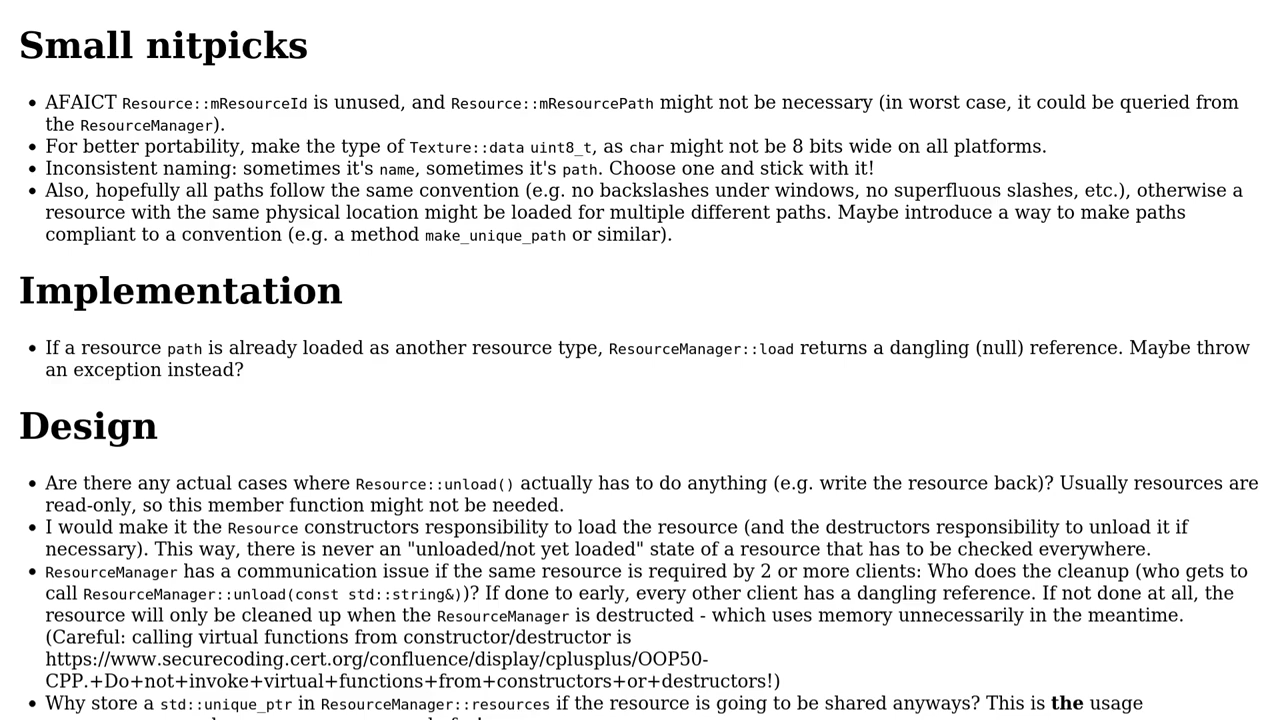 Small nitpicks
• AFAICT Resource::mResourceId is unused, and Resource::mResourcePath might not be necessary (in worst case, it could be queried from
the ResourceManager).
• For better portability, make the type of Texture::data uint8_t, as char might not be 8 bits wide on all platforms.
• Inconsistent naming: sometimes it's name, sometimes it's path. Choose one and stick with it!
• Also, hopefully all paths follow the same convention (e.g. no backslashes under windows, no superfluous slashes, etc.), otherwise a
resource with the same physical location might be loaded for multiple different paths. Maybe introduce a way to make paths
compliant to a convention (e.g. a method make_unique_path or similar).
Implementation
• If a resource path is already loaded as another resource type, ResourceManager::load returns a dangling (null) reference. Maybe throw
an exception instead?
Design
• Are there any actual cases where Resource::unload() actually has to do anything (e.g. write the resource back)? Usually resources are
read-only, so this member function might not be needed.
• I would make it the Resource constructors responsibility to load the resource (and the destructors responsibility to unload it if
necessary). This way, there is never an "unloaded/not yet loaded" state of a resource that has to be checked everywhere.
• ResourceManager has a communication issue if the same resource is required by 2 or more clients: Who does the cleanup (who gets to
call ResourceManager::unload(const std::string&))? If done to early, every other client has a dangling reference. If not done at all, the
resource will only be cleaned up when the ResourceManager is destructed - which uses memory unnecessarily in the meantime.
(Careful: calling virtual functions from constructor/destructor is
https://www.securecoding.cert.org/confluence/display/cplusplus/OOP50-
CPP.+Do+not+invoke+virtual+functions+from+constructors+or+destructors!)
• Why store a std::unique_ptr in ResourceManager::resources if the resource is going to be shared anyways? This is the usage